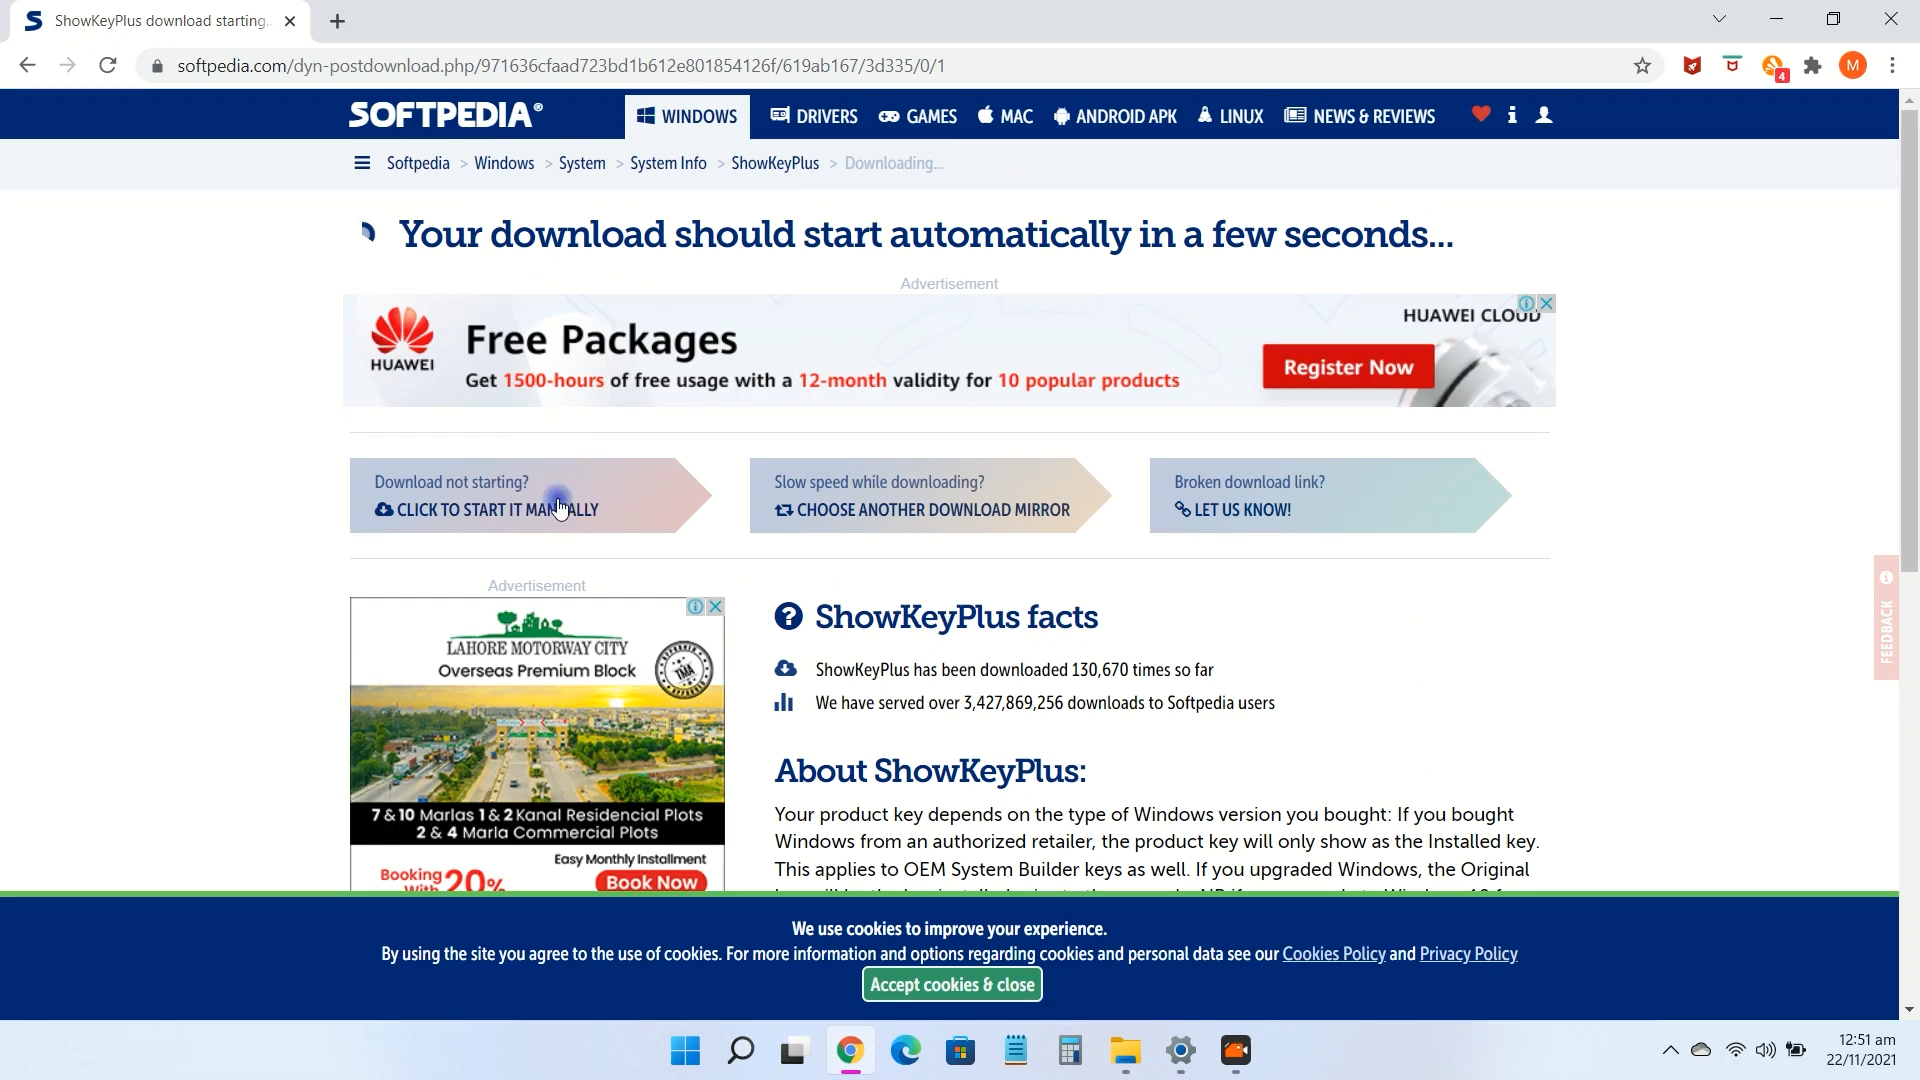 ShowKeyPlus download starting
softpedia.com/dyn-postdownload.php/971636cfaad723bd1b612e801854126f/619ab167/3d335/0/1
4
M
SOFTPEDIA®
WINDOWS
DRIVERS
GAMES
MAC
ANDROID APK
LINUX
NEWS & REVIEWS
Softpedia > Windows > System > System Info > ShowKeyPlus > Downloading...
Your download should start automatically in a few seconds...
Advertisement
HUAWEI
Free Packages
Get 1500-hours of free usage with a 12-month validity for 10 popular products
HUAWEI CLOUD
Register Now
Download not starting?
CLICK TO START IT MANUALLY
Slow speed while downloading?
CHOOSE ANOTHER DOWNLOAD MIRROR
Broken download link?
LET US KNOW!
FEEDBACK
Advertisement
LAHORE MOTORWAY CITY
Overseas Premium Block
TMA
7 & 10 Marlas 1 & 2 Kanal Residencial Plots
2 & 4 Marla Commercial Plots
Easy Monthly Installment
Booking
With 20%
Book Now
ShowKeyPlus facts
ShowKeyPlus has been downloaded 130,670 times so far
We have served over 3,427,869,256 downloads to Softpedia users
About ShowKeyPlus:
Your product key depends on the type of Windows version you bought: If you bought
Windows from an authorized retailer, the product key will only show as the Installed key.
This applies to OEM System Builder keys as well. If you upgraded Windows, the Original
We use cookies to improve your experience.
By using the site you agree to the use of cookies. For more information and options regarding cookies and personal data see our Cookies Policy and Privacy Policy
Accept cookies & close
12:51 am
22/11/2021